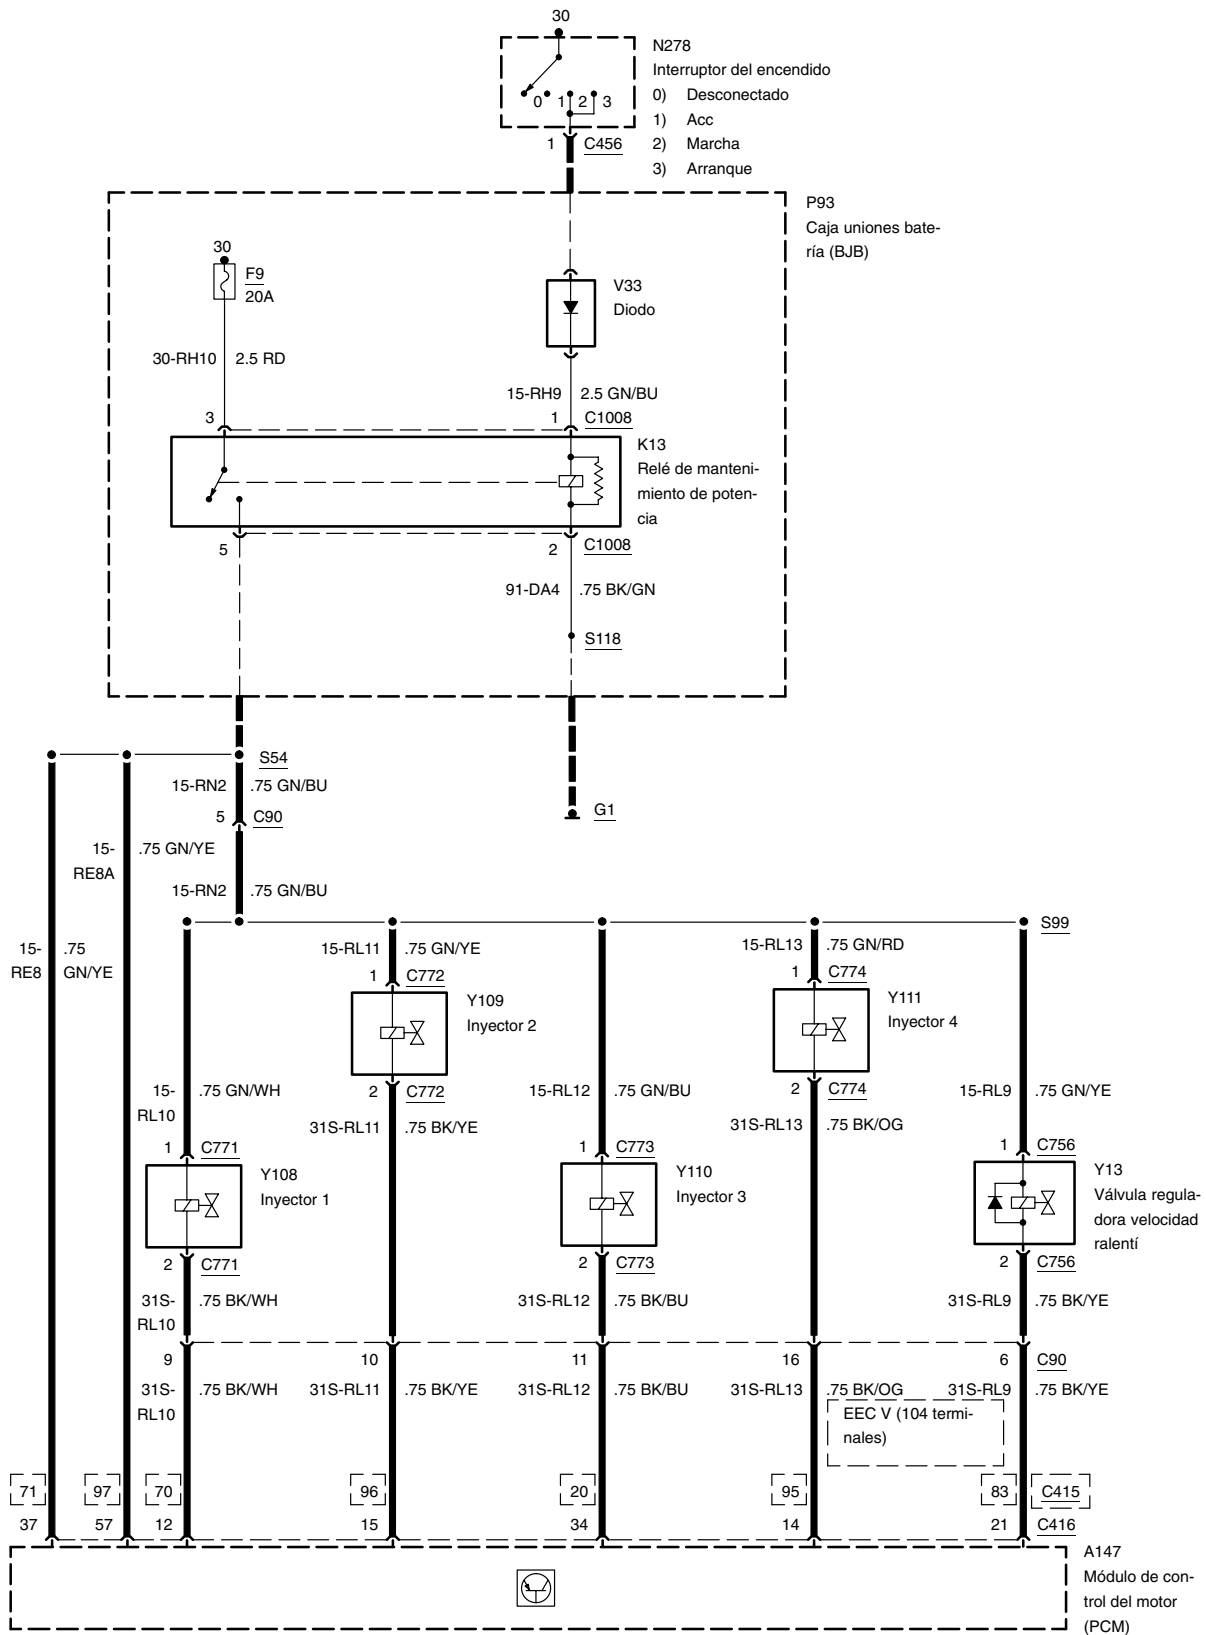 30
N278
Interruptor del encendido
0) Desconectado
1) Acc
2) Marcha
3) Arranque
0 1 2 3
1 C456
P93
Caja uniones bate-
ría (BJB)
30
F9
20A
V33
Diodo
30-RH10 2.5 RD
15-RH9 2.5 GN/BU
3 1 C1008
K13
Relé de manteni-
miento de poten-
cia
5 2 C1008
91-DA4 .75 BK/GN
S118
S54
15-RN2 .75 GN/BU
5 C90
G1
15-
RE8A
.75 GN/YE
15-RN2 .75 GN/BU
S99
15-
RE8
.75
GN/YE
15-RL11 .75 GN/YE
15-RL13 .75 GN/RD
1 C772
1 C774
Y109
Inyector 2
Y111
Inyector 4
15-
RL10
.75 GN/WH
2 C772
15-RL12 .75 GN/BU
2 C774
15-RL9 .75 GN/YE
31S-RL11 .75 BK/YE
31S-RL13 .75 BK/OG
1 C771
1 C773
1 C756
Y108
Inyector 1
Y110
Inyector 3
Y13
Válvula regula-
dora velocidad
ralentí
2 C771
2 C773
2 C756
31S-
RL10
.75 BK/WH
31S-RL12 .75 BK/BU
31S-RL9 .75 BK/YE
9 10 11 16 6 C90
31S-
RL10
.75 BK/WH
31S-RL11 .75 BK/YE
31S-RL12 .75 BK/BU
31S-RL13 .75 BK/OG
31S-RL9 .75 BK/YE
EEC V (104 termi-
nales)
71 97 70 96 20 95 83 C415
37 57 12 15 34 14 21 C416
A147
Módulo de con-
trol del motor
(PCM)